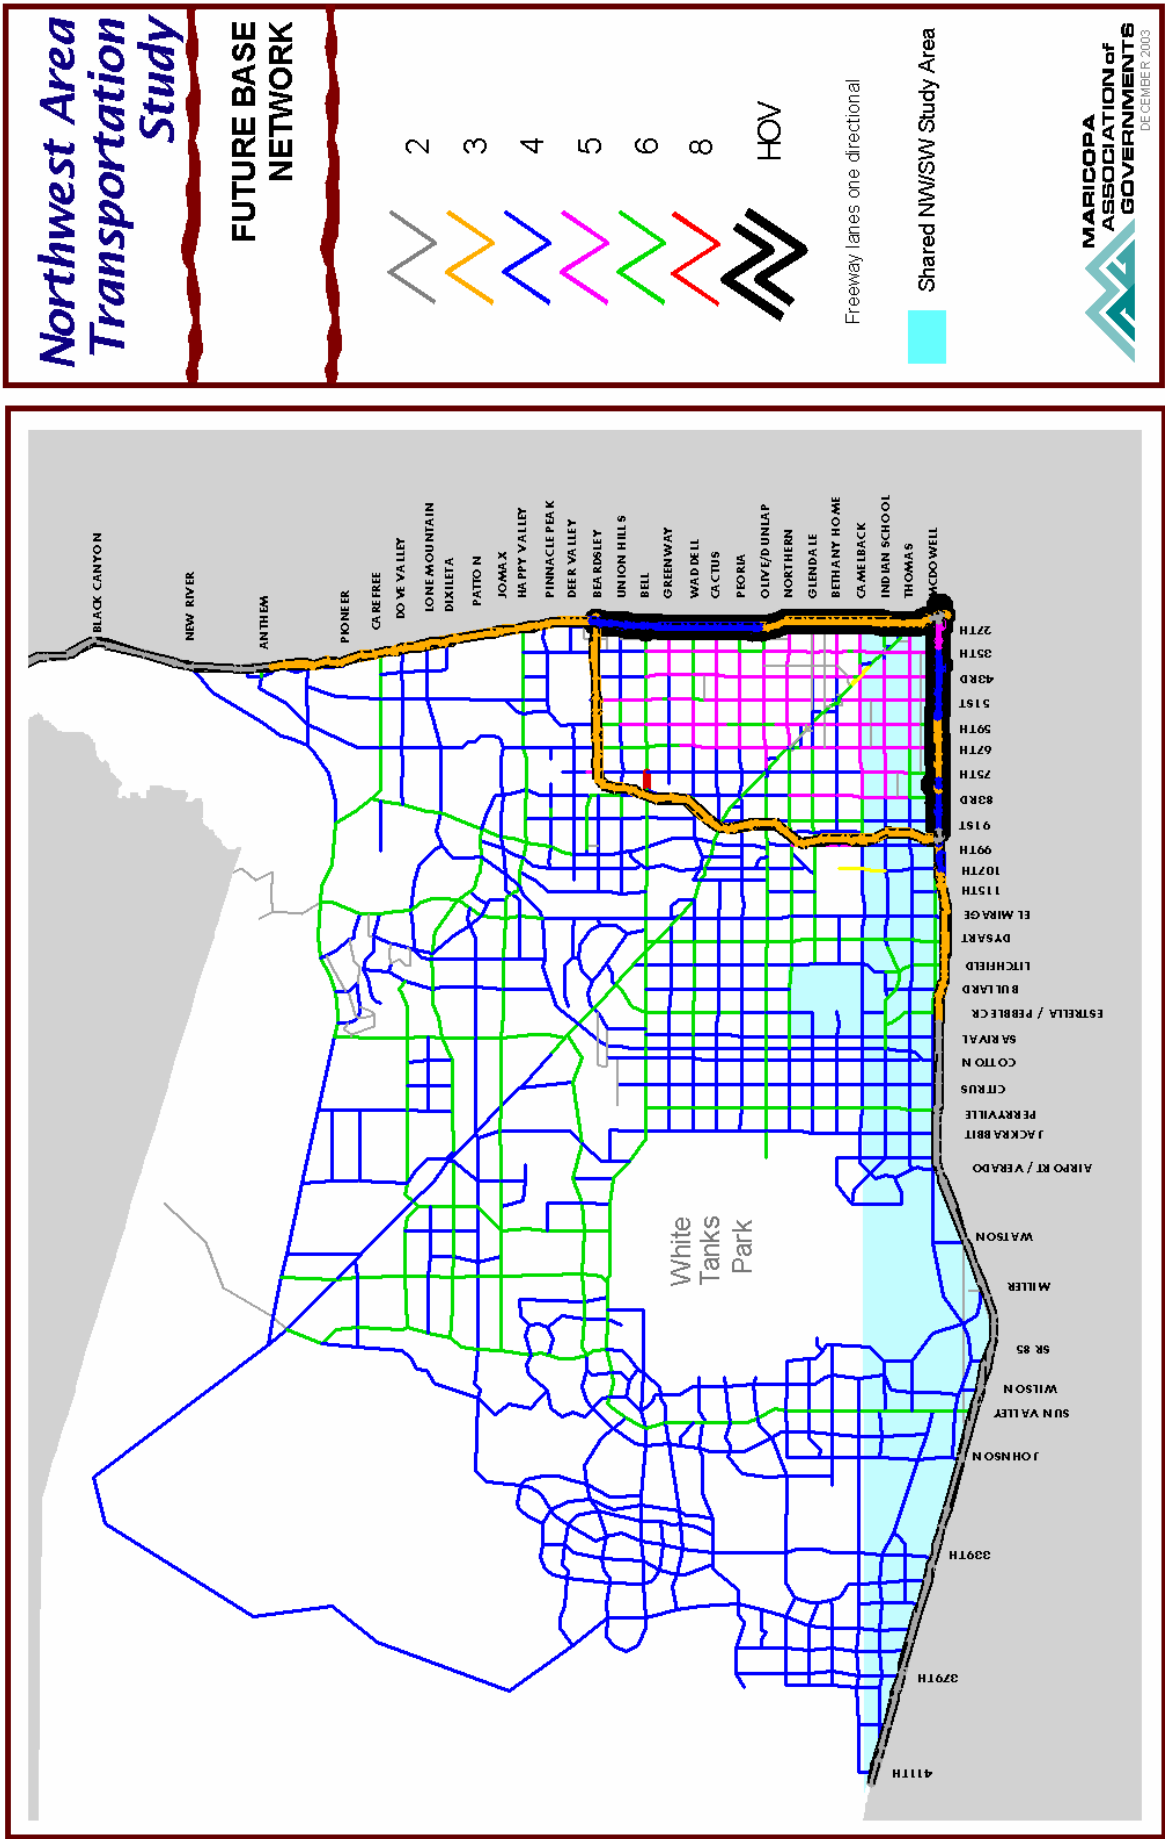 Northwest Area
Transportation
Study
FUTURE BASE
NETWORK
2
3
4
5
6
8
HOV
Freeway lanes one directional
Shared NW/SW Study Area
MARICOPA
ASSOCIATION of
GOVERNMENTS
DECEMBER 2003
BLACK CANYON
NEW RIVER
ANTHEM
PIONEER
CAREFREE
DOVE VALLEY
LONE MOUNTAIN
DIXILETA
PATTON
JOMAX
HAPPY VALLEY
PINNACLE PEAK
DEER VALLEY
BEARDSLEY
UNION HILLS
BELL
GREENWAY
WADDELL
CACTUS
PEORIA
OLIVE/DUNLAP
NORTHERN
GLENDALE
BETHANY HOME
CAMELBACK
INDIAN SCHOOL
THOMAS
MCDOWELL
27TH
35TH
43RD
51ST
59TH
67TH
75TH
83RD
91ST
99TH
107TH
115TH
EL MIRAGE
DYSART
LITCHFIELD
BULLARD
ESTRELLA / PEBBLE CR
SARIVAL
COTTON
CITRUS
PERRYVILLE
JACKRABBIT
AIRPORT / VERADO
WATSON
MILLER
SR 85
WILSON
SUN VALLEY
JOHNSON
339TH
379TH
411TH
White
Tanks
Park